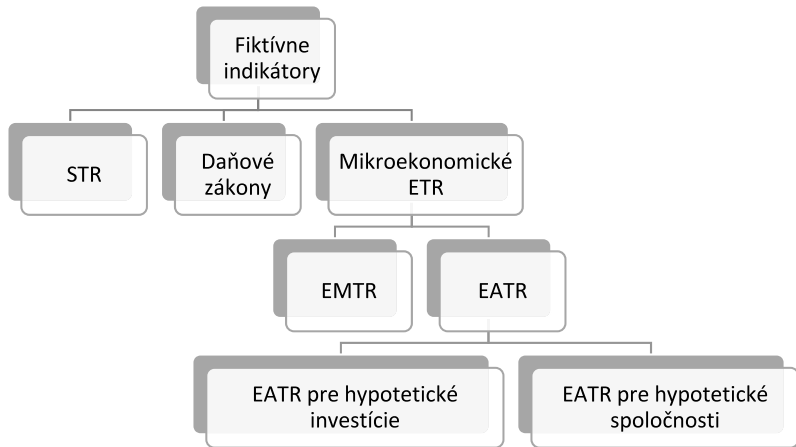 Fiktívne
indikátory
STR
Daňové
zákony
Mikroekonomické
ETR
EMTR
EATR
EATR pre hypotetické
investície
EATR pre hypotetické
spoločnosti